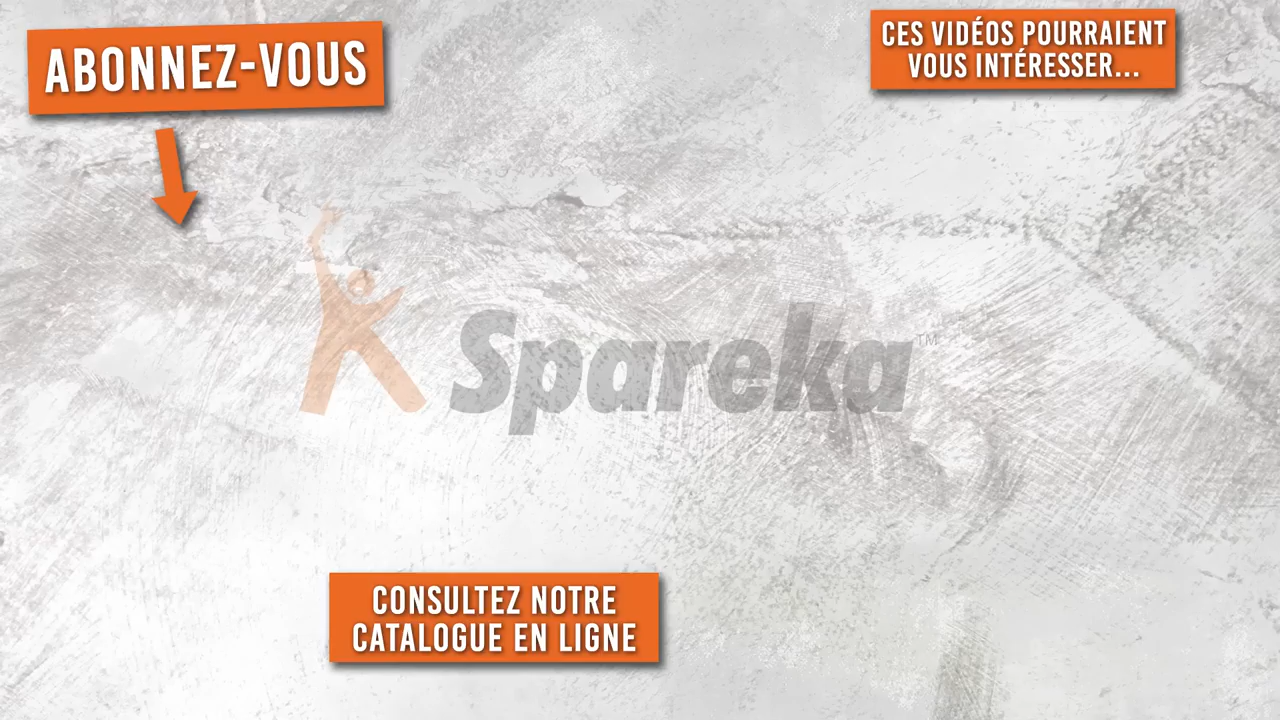 ABONNEZ-VOUS
CES VIDÉOS POURRAIENT
VOUS INTÉRESSER...
Spareka™
CONSULTEZ NOTRE
CATALOGUE EN LIGNE